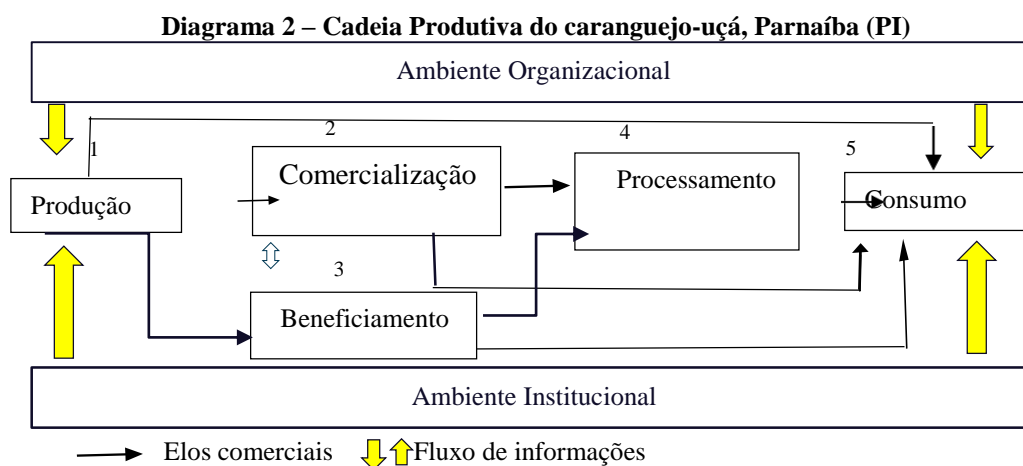 Diagrama 2 – Cadeia Produtiva do caranguejo-uçá, Parnaíba (PI)
Ambiente Organizacional
1
2
4
5
Produção
Comercialização
Processamento
Consumo
3
Beneficiamento
Ambiente Institucional
Elos comerciais
Fluxo de informações